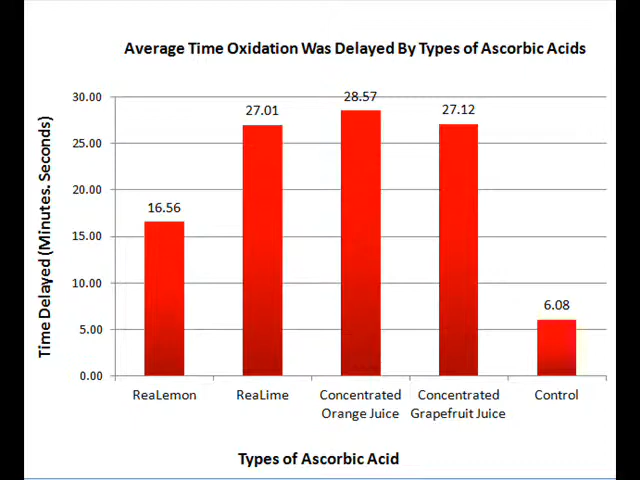 Average Time Oxidation Was Delayed By Types of Ascorbic Acids
Time Delayed (Minutes. Seconds)
30.00
25.00
20.00
15.00
10.00
5.00
0.00
16.56
27.01
28.57
27.12
6.08
ReaLemon
ReaLime
Concentrated Orange Juice
Concentrated Grapefruit Juice
Control
Types of Ascorbic Acid